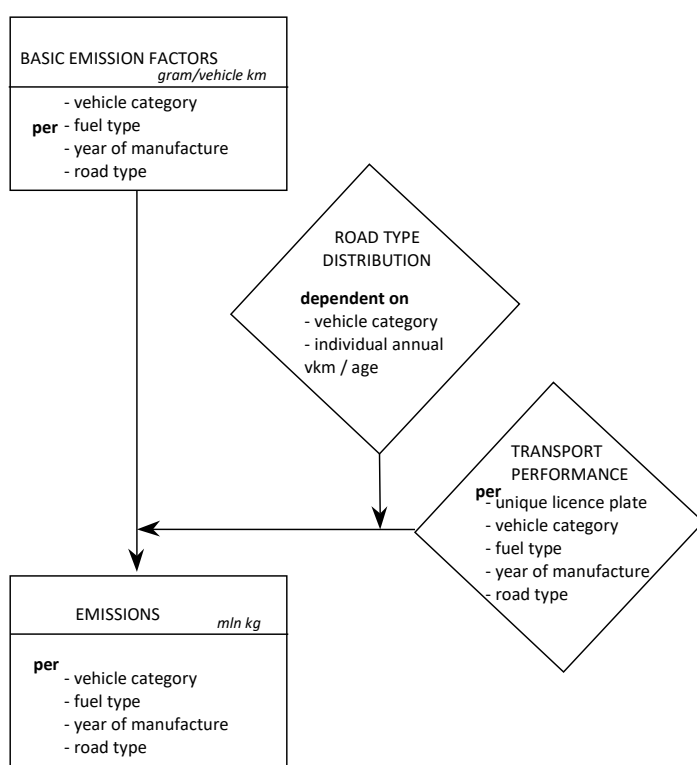 BASIC EMISSION FACTORS
gram/vehicle km
- vehicle category
per - fuel type
- year of manufacture
- road type
ROAD TYPE
DISTRIBUTION
dependent on
- vehicle category
- individual annual
vkm / age
TRANSPORT
PERFORMANCE
per
- unique licence plate
- vehicle category
- fuel type
- year of manufacture
- road type
EMISSIONS
mln kg
per
- vehicle category
- fuel type
- year of manufacture
- road type